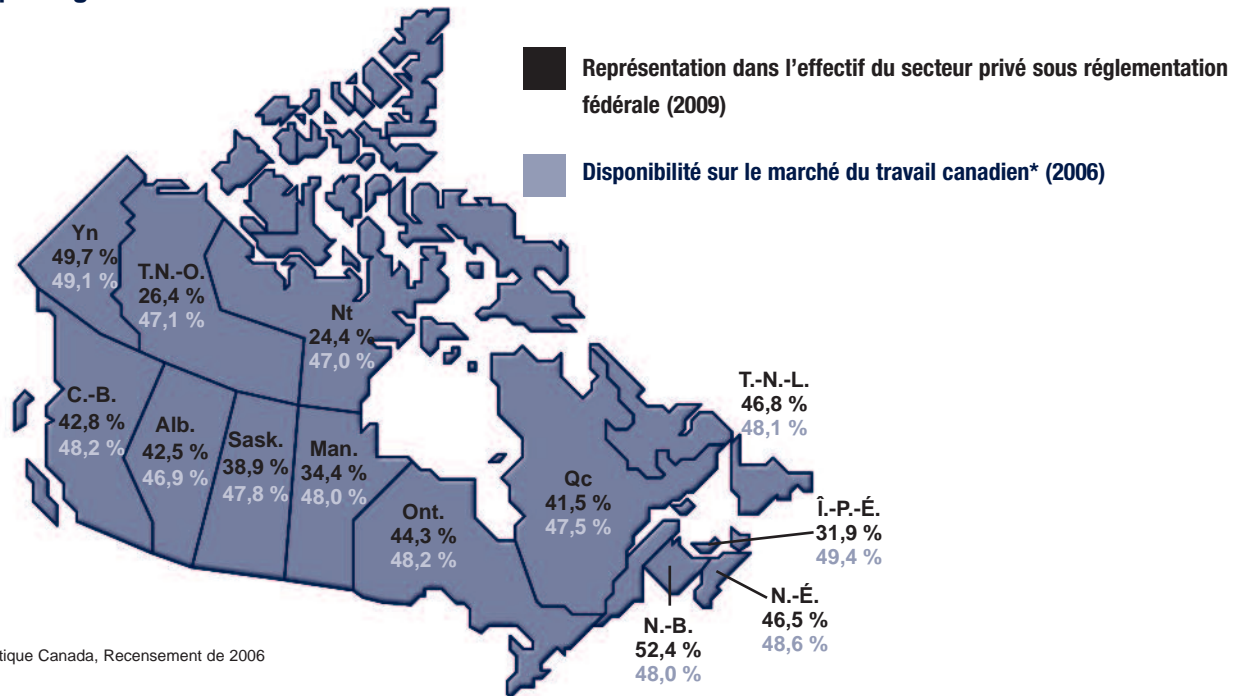 Représentation dans l'effectif du secteur privé sous réglementation
fédérale (2009)
Disponibilité sur le marché du travail canadien* (2006)
Yn
49,7 %
49,1 %
T.N.-O.
26,4 %
47,1 %
Nt
24,4 %
47,0 %
C.-B.
42,8 %
48,2 %
Alb.
42,5 %
46,9 %
Sask.
38,9 %
47,8 %
Man.
34,4 %
48,0 %
Ont.
44,3 %
48,2 %
Qc
41,5 %
47,5 %
T.-N.-L.
46,8 %
48,1 %
Î.-P.-É.
31,9 %
49,4 %
N.-É.
46,5 %
48,6 %
N.-B.
52,4 %
48,0 %
tique Canada, Recensement de 2006